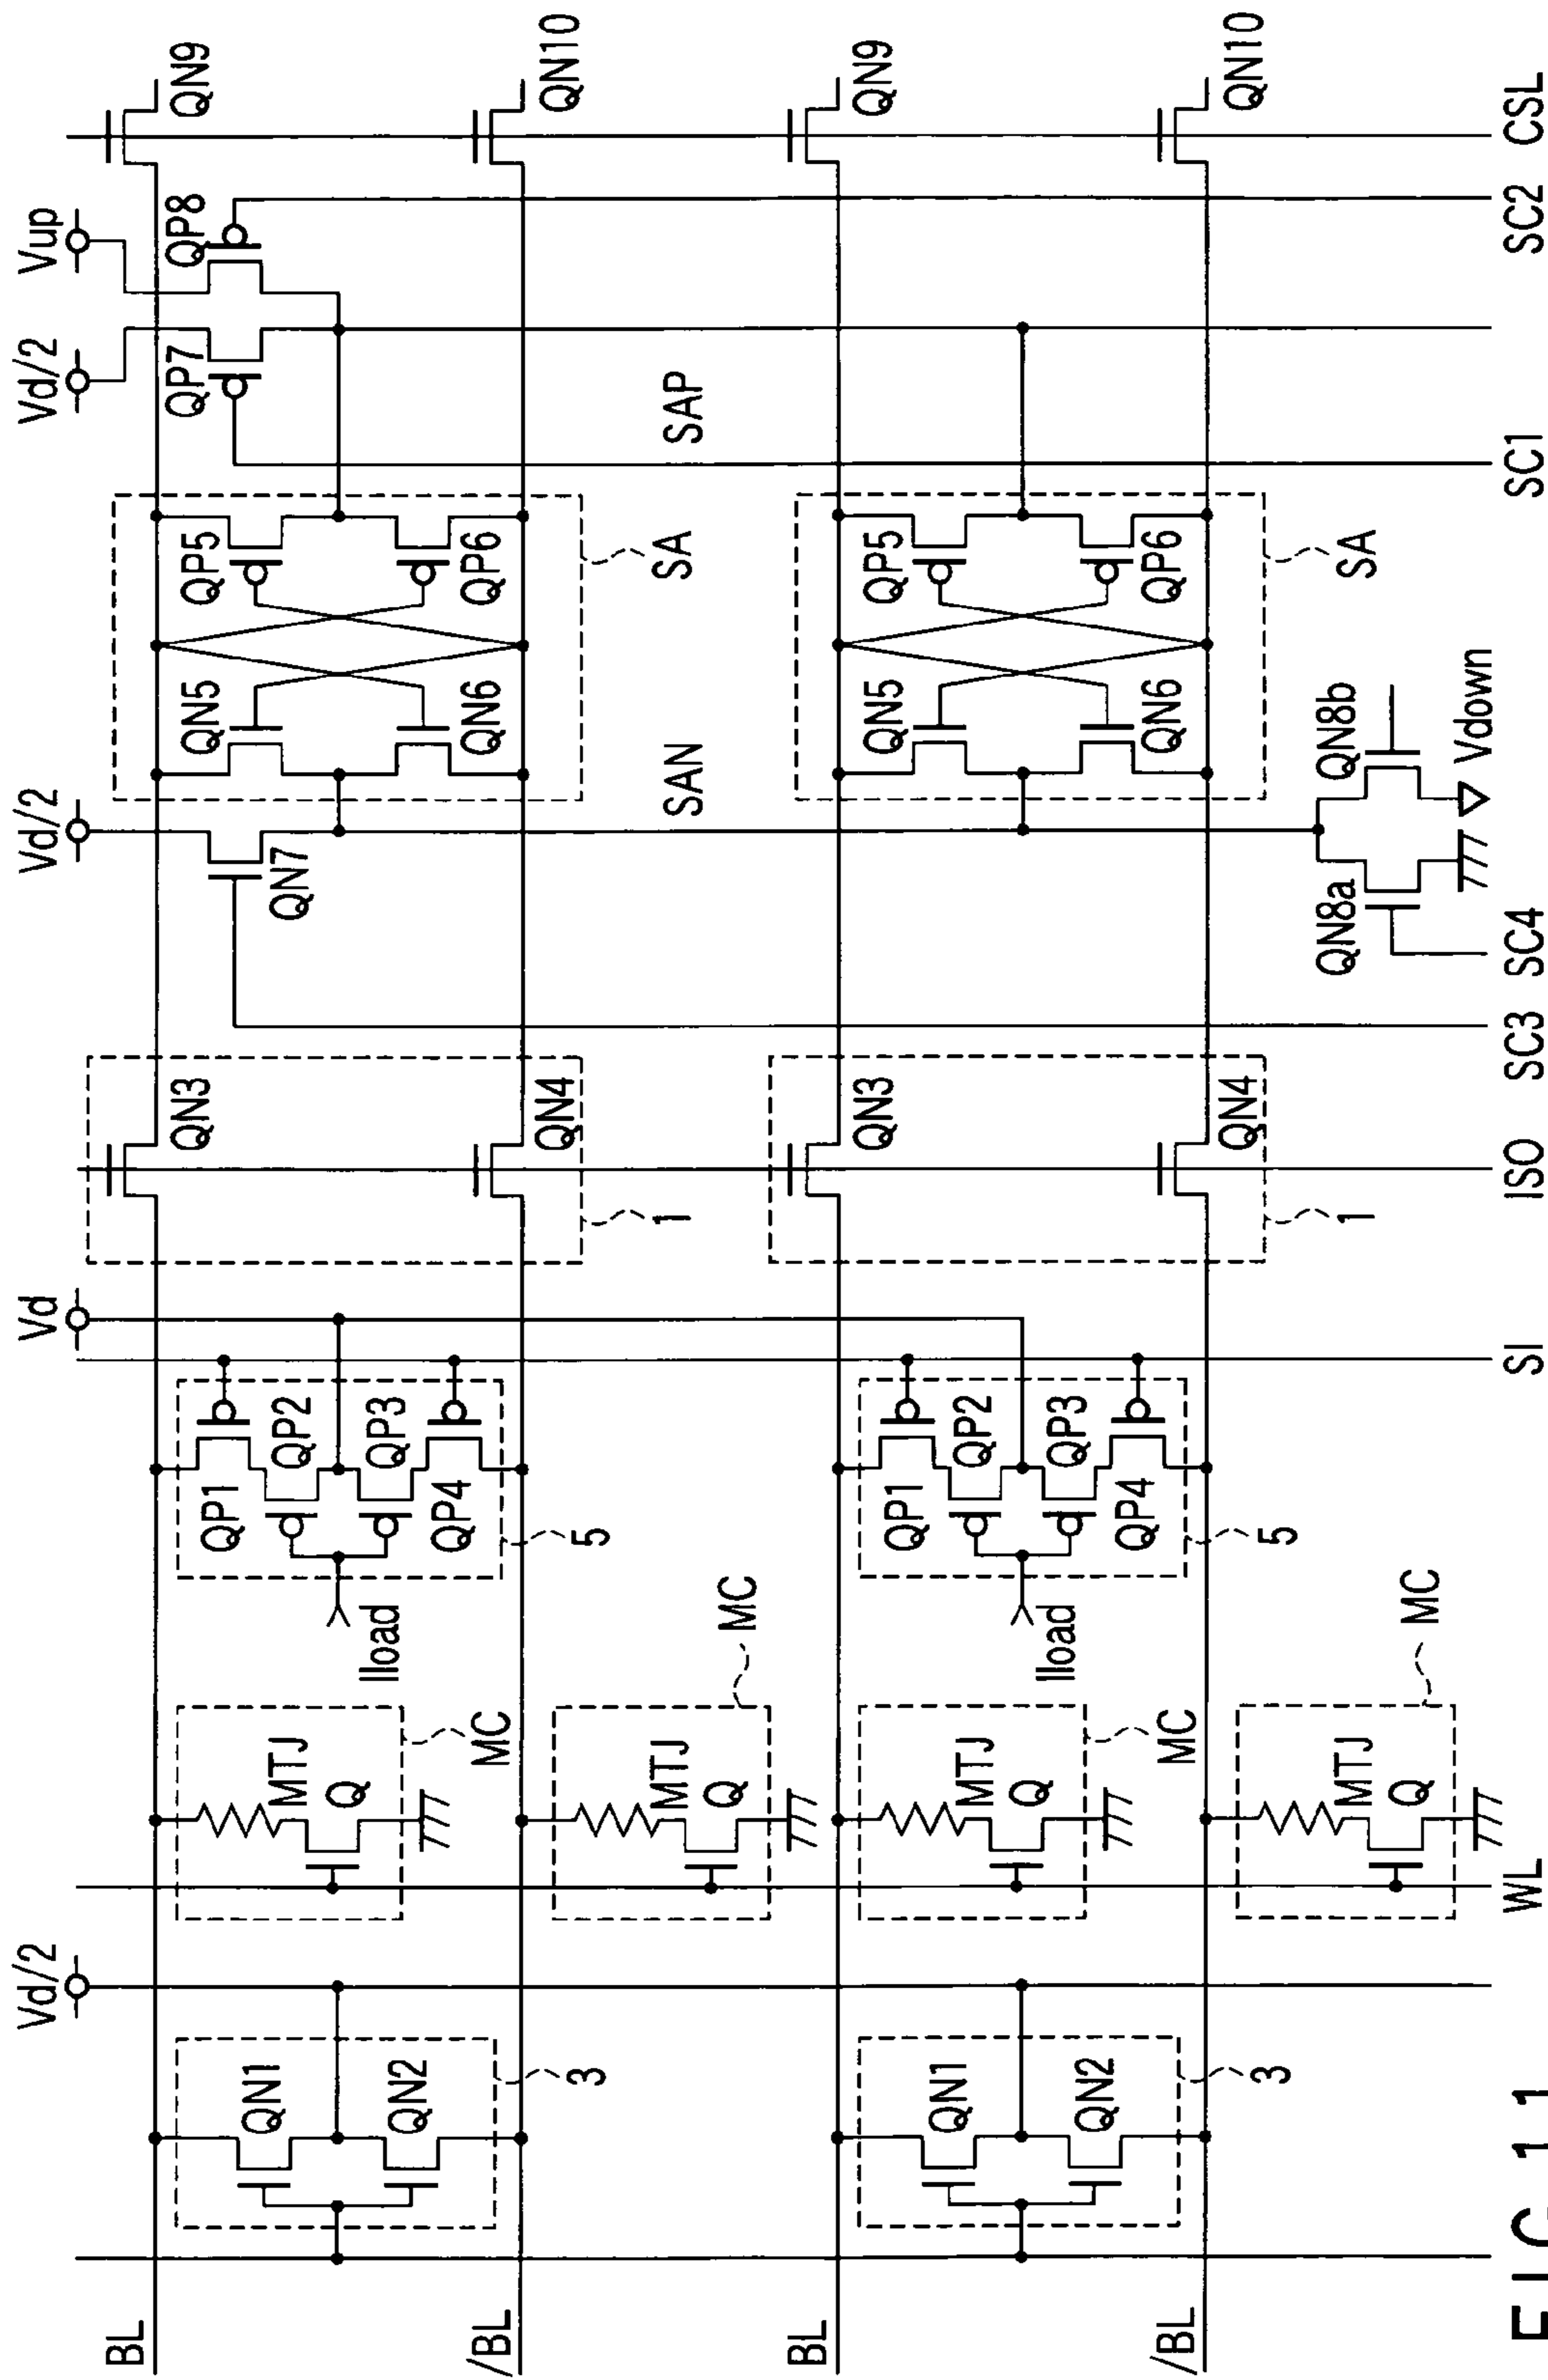 Vd/2
Vd
Vd/2
Vd/2
Vup
BL
QN1
QN2
3
MTJ
Q
MC
QP1
QP2
QP3
QP4
Iload
5
QN3
QN4
1
QN7
QN5
QN6
QP5
QP6
SA
QP7
QP8
QN9
QN10
/BL
MTJ
Q
MC
SAN
SAP
BL
QN1
QN2
3
MTJ
Q
MC
QP1
QP2
QP3
QP4
Iload
5
QN3
QN4
1
QN5
QN6
QP5
QP6
SA
QN9
QN10
/BL
MTJ
Q
MC
QN8a
QN8b
Vdown
WL
SI
ISO
SC3
SC4
SC1
SC2
CSL
FIG. 11